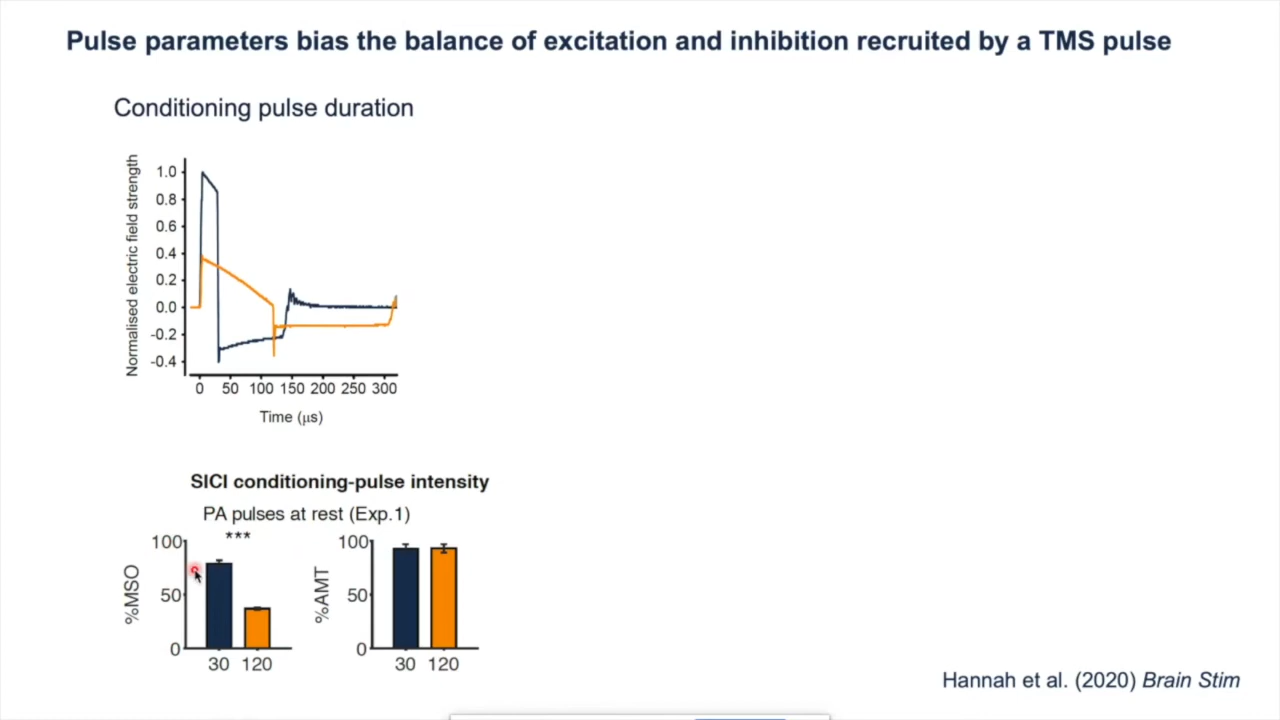 Pulse parameters bias the balance of excitation and inhibition recruited by a TMS pulse
Conditioning pulse duration
Normalised electric field strength
1.0
0.8
0.6
0.4
0.2
0.0
-0.2
-0.4
0 50 100 150 200 250 300
Time (μs)
SICI conditioning-pulse intensity
PA pulses at rest (Exp.1)
***
%MSO
100
50
0
30 120
%AMT
100
50
0
30 120
Hannah et al. (2020) Brain Stim